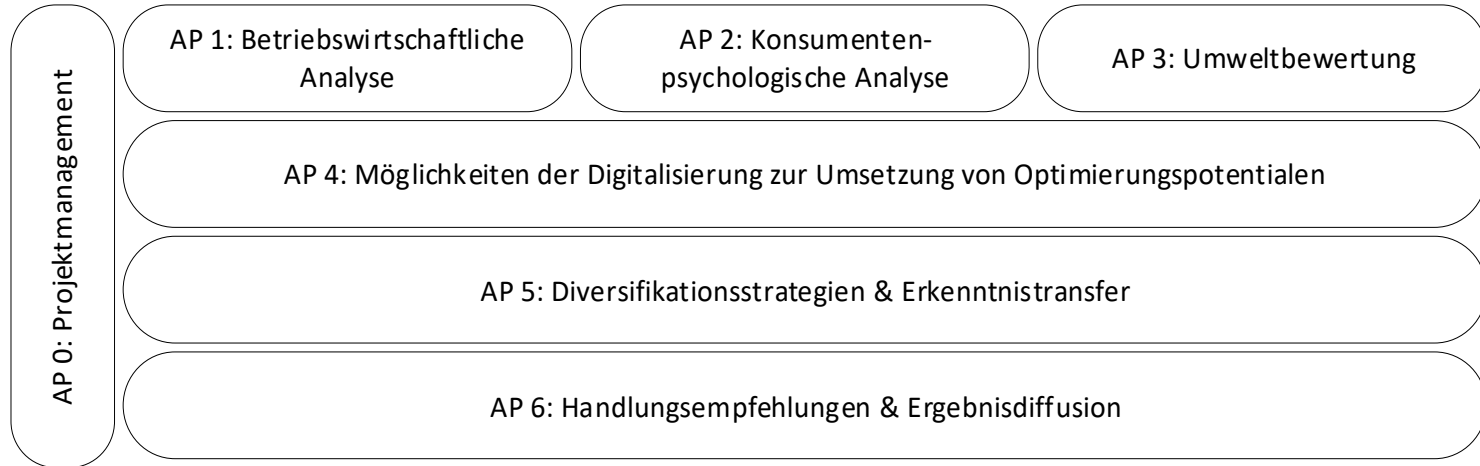 AP 0: Projektmanagement
AP 1: Betriebswirtschaftliche
Analyse
AP 2: Konsumenten-
psychologische Analyse
AP 3: Umweltbewertung
AP 4: Möglichkeiten der Digitalisierung zur Umsetzung von Optimierungspotentialen
AP 5: Diversifikationsstrategien & Erkenntnistransfer
AP 6: Handlungsempfehlungen & Ergebnisdiffusion